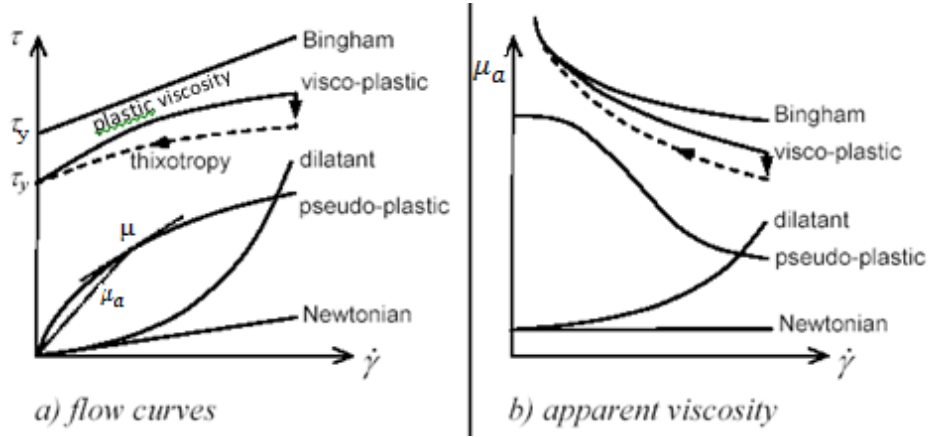 τ
Bingham
plastic viscosity
visco-plastic
τy
thixotropy
τy
dilatant
pseudo-plastic
μ
μa
Newtonian
γ̇
a) flow curves
μa
Bingham
visco-plastic
dilatant
pseudo-plastic
Newtonian
γ̇
b) apparent viscosity